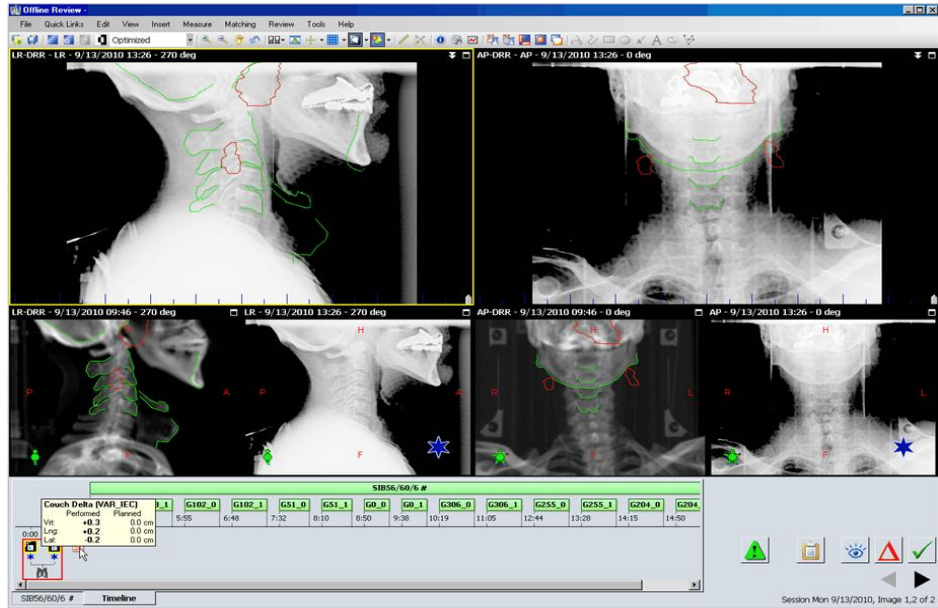 Offline Review -
File Quick Links Edit View Insert Measure Matching Review Tools Help
Optimized
LR-DRR - LR - 9/13/2010 13:26 - 270 deg
AP-DRR - AP - 9/13/2010 13:26 - 0 deg
LR-DRR - 9/13/2010 09:46 - 270 deg
LR - 9/13/2010 13:26 - 270 deg
AP-DRR - 9/13/2010 09:46 - 0 deg
AP - 9/13/2010 13:26 - 0 deg
H H H
P A P A R L R L
F F
SIB56/60/6 #
Couch Delta (VAR_IEC)
Performed Planned
Vrt: +0.3 0.0 cm
Lng: +0.2 0.0 cm
Lat: -0.2 0.0 cm
3_1 G102_0 G102_1 G51_0 G51_1 G0_0 G0_1 G306_0 G306_1 G255_0 G255_1 G204_0 G204
5:55 6:48 7:32 8:10 8:50 9:38 10:19 11:05 12:44 13:28 14:15 14:50
0:00
SIB56/60/6 # Timeline
Session Mon 9/13/2010, Image 1,2 of 2